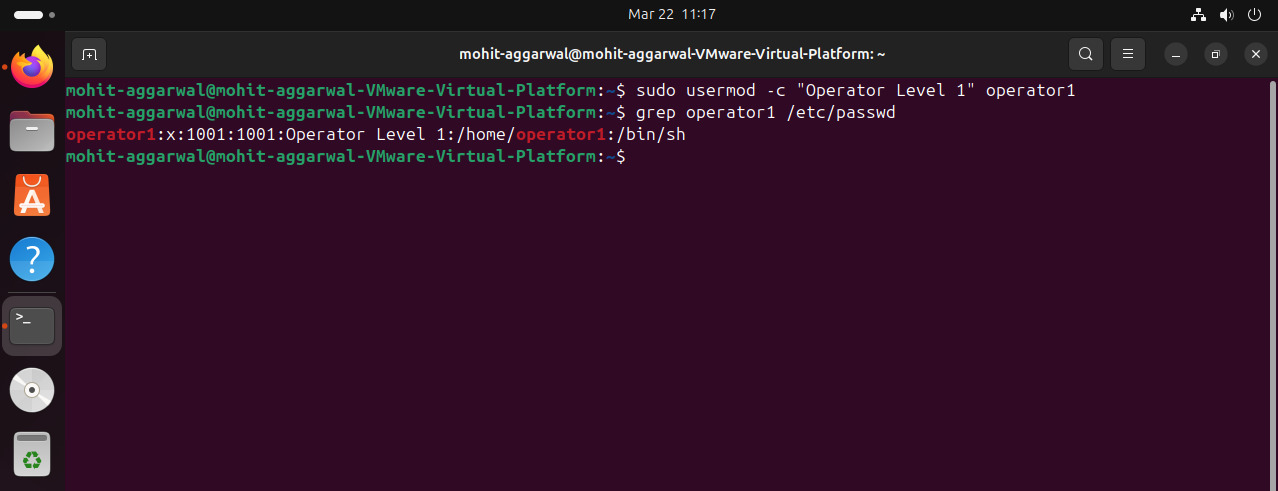 Mar 22 11:17
mohit-aggarwal@mohit-aggarwal-VMware-Virtual-Platform: ~
mohit-aggarwal@mohit-aggarwal-VMware-Virtual-Platform:~$ sudo usermod -c "Operator Level 1" operator1
mohit-aggarwal@mohit-aggarwal-VMware-Virtual-Platform:~$ grep operator1 /etc/passwd
operator1:x:1001:1001:Operator Level 1:/home/operator1:/bin/sh
mohit-aggarwal@mohit-aggarwal-VMware-Virtual-Platform:~$